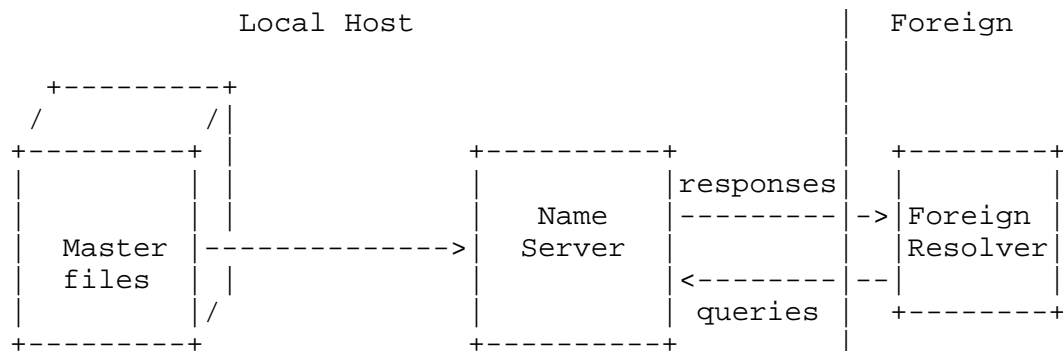 Local Host | Foreign
|
+---------+ |
/ /| |
+---------+ | +----------+ | +--------+
| | | | |responses| | |
| | | | Name |---------|->|Foreign |
| Master |-------------->| Server | | |Resolver|
| files | | | |<--------|--| |
| |/ | | queries | +--------+
+---------+ +----------+ |